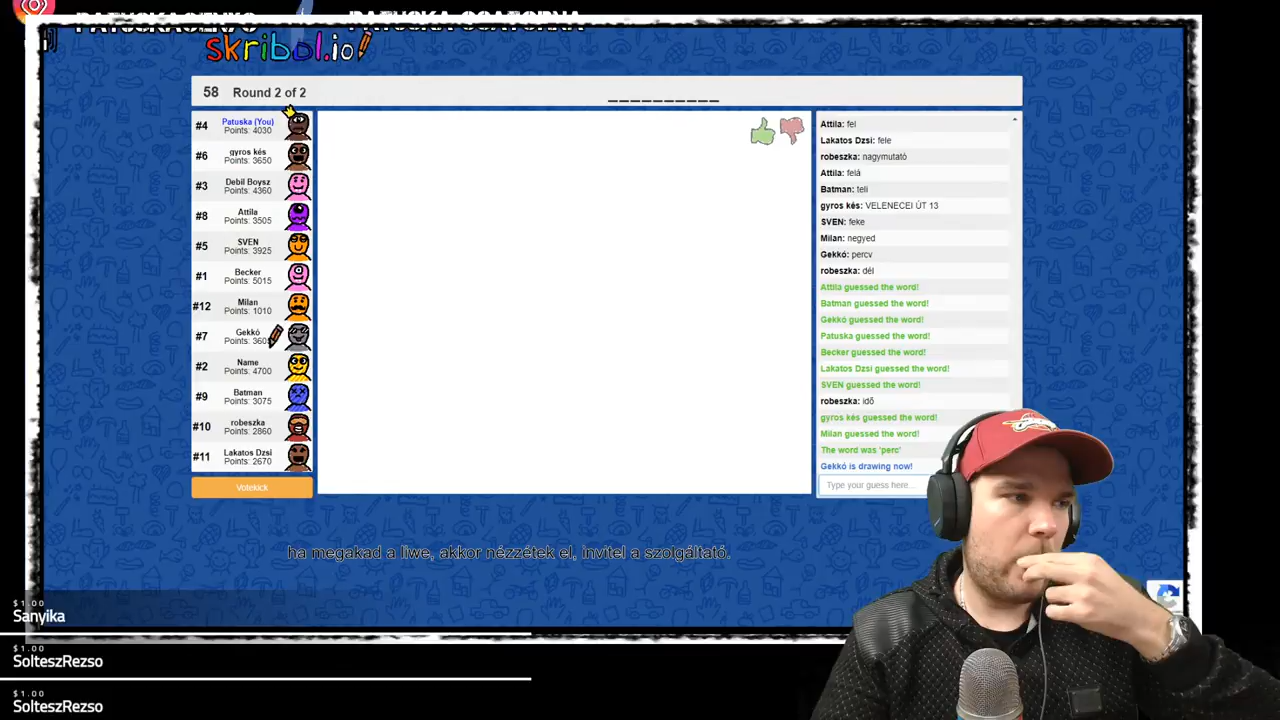 PATUSKAGENIO
PATUSKA CSATORNA
skribbl.io
58 Round 2 of 2
__________
#4 Patuska (You)
Points: 4030
#6 gyros kés
Points: 3650
#3 Debil Boysz
Points: 4360
#8 Attila
Points: 3505
#5 SVEN
Points: 3925
#1 Becker
Points: 5015
#12 Milan
Points: 1010
#7 Gekkó
Points: 360
#2 Name
Points: 4700
#9 Batman
Points: 3075
#10 robeszka
Points: 2860
#11 Lakatos Dzsi
Points: 2670
Votekick
Attila: fel
Lakatos Dzsi: fele
robeszka: nagymutató
Attila: felá
Batman: teli
gyros kés: VELENECEI ÚT 13
SVEN: feke
Milan: negyed
Gekkó: percv
robeszka: dél
Attila guessed the word!
Batman guessed the word!
Gekkó guessed the word!
Patuska guessed the word!
Becker guessed the word!
Lakatos Dzsi guessed the word!
SVEN guessed the word!
robeszka: idő
gyros kés guessed the word!
Milan guessed the word!
The word was 'perc'
Gekkó is drawing now!
Type your guess here...
ha megakad a liwe, akkor nézzétek el, invitel a szolgáltató.
$1.00
Sanyika
$1.00
SolteszRezso
$1.00
SolteszRezso